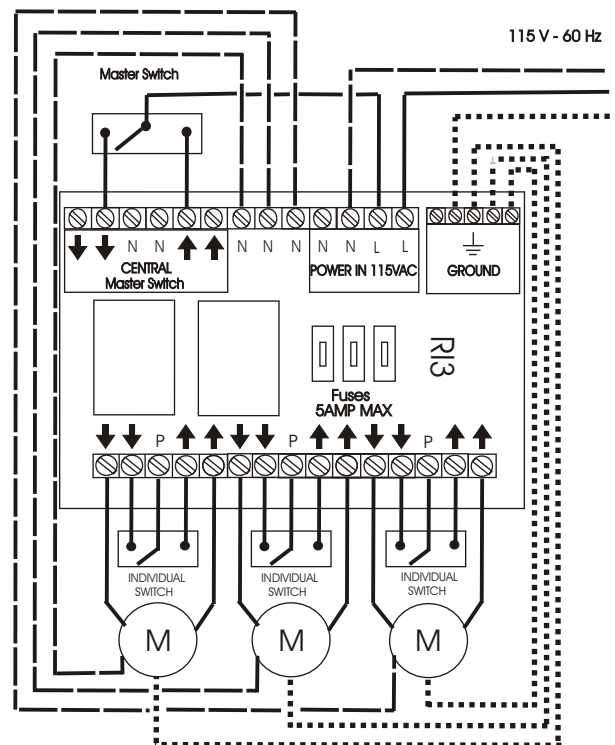 115 V - 60 Hz
Master Switch
N N N N N N N L L
CENTRAL
Master Switch
POWER IN 115VAC
GROUND
RI3
Fuses
5AMP MAX
P P P
INDIVIDUAL
SWITCH
INDIVIDUAL
SWITCH
INDIVIDUAL
SWITCH
M M M